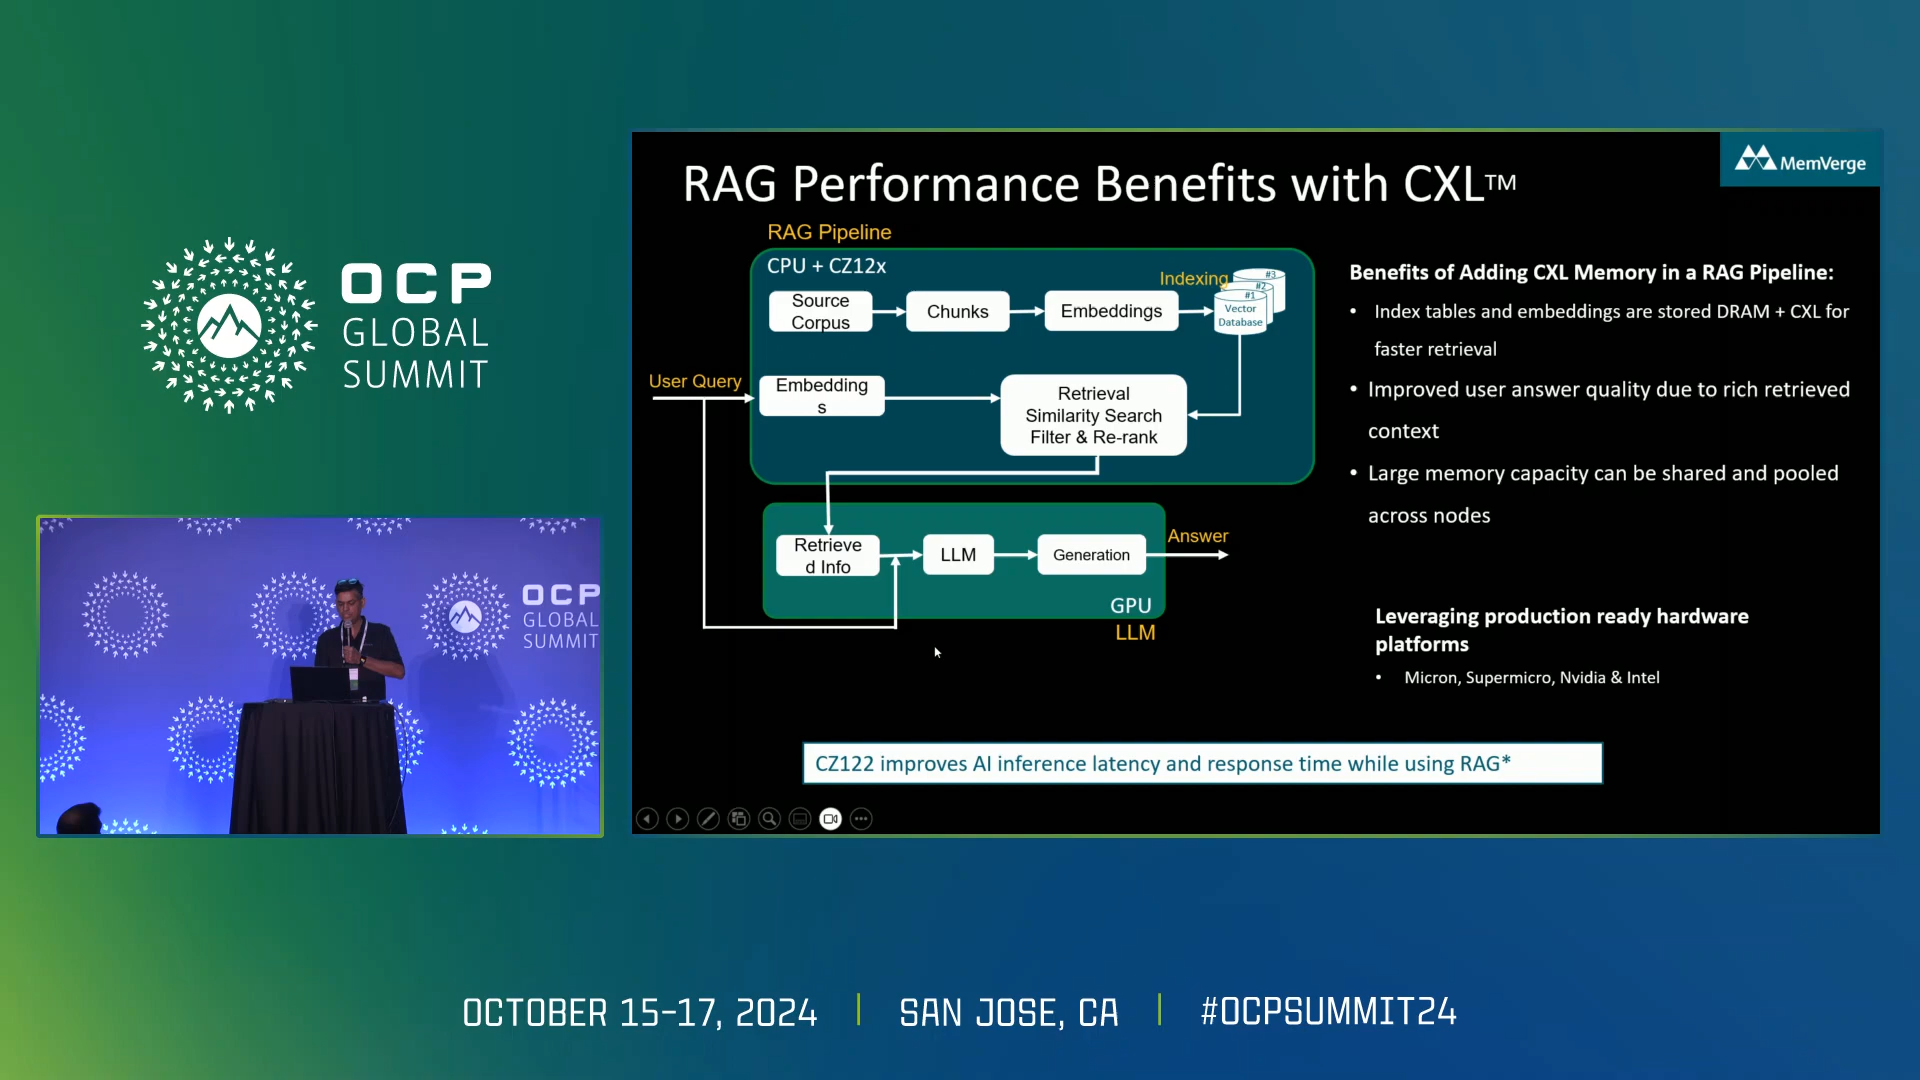 OCP
GLOBAL
SUMMIT
OCP
GLOBAL
SUMMIT
MemVerge
RAG Performance Benefits with CXL™
RAG Pipeline
CPU + CZ12x
Indexing
#3
#2
#1
Vector
Database
Source
Corpus
Chunks
Embeddings
User Query
Embedding
s
Retrieval
Similarity Search
Filter & Re-rank
Retrieve
d Info
LLM
Generation
Answer
GPU
LLM
Benefits of Adding CXL Memory in a RAG Pipeline:
• Index tables and embeddings are stored DRAM + CXL for
faster retrieval
• Improved user answer quality due to rich retrieved
context
• Large memory capacity can be shared and pooled
across nodes
Leveraging production ready hardware
platforms
• Micron, Supermicro, Nvidia & Intel
CZ122 improves AI inference latency and response time while using RAG*
OCTOBER 15-17, 2024
SAN JOSE, CA
#OCPSUMMIT24